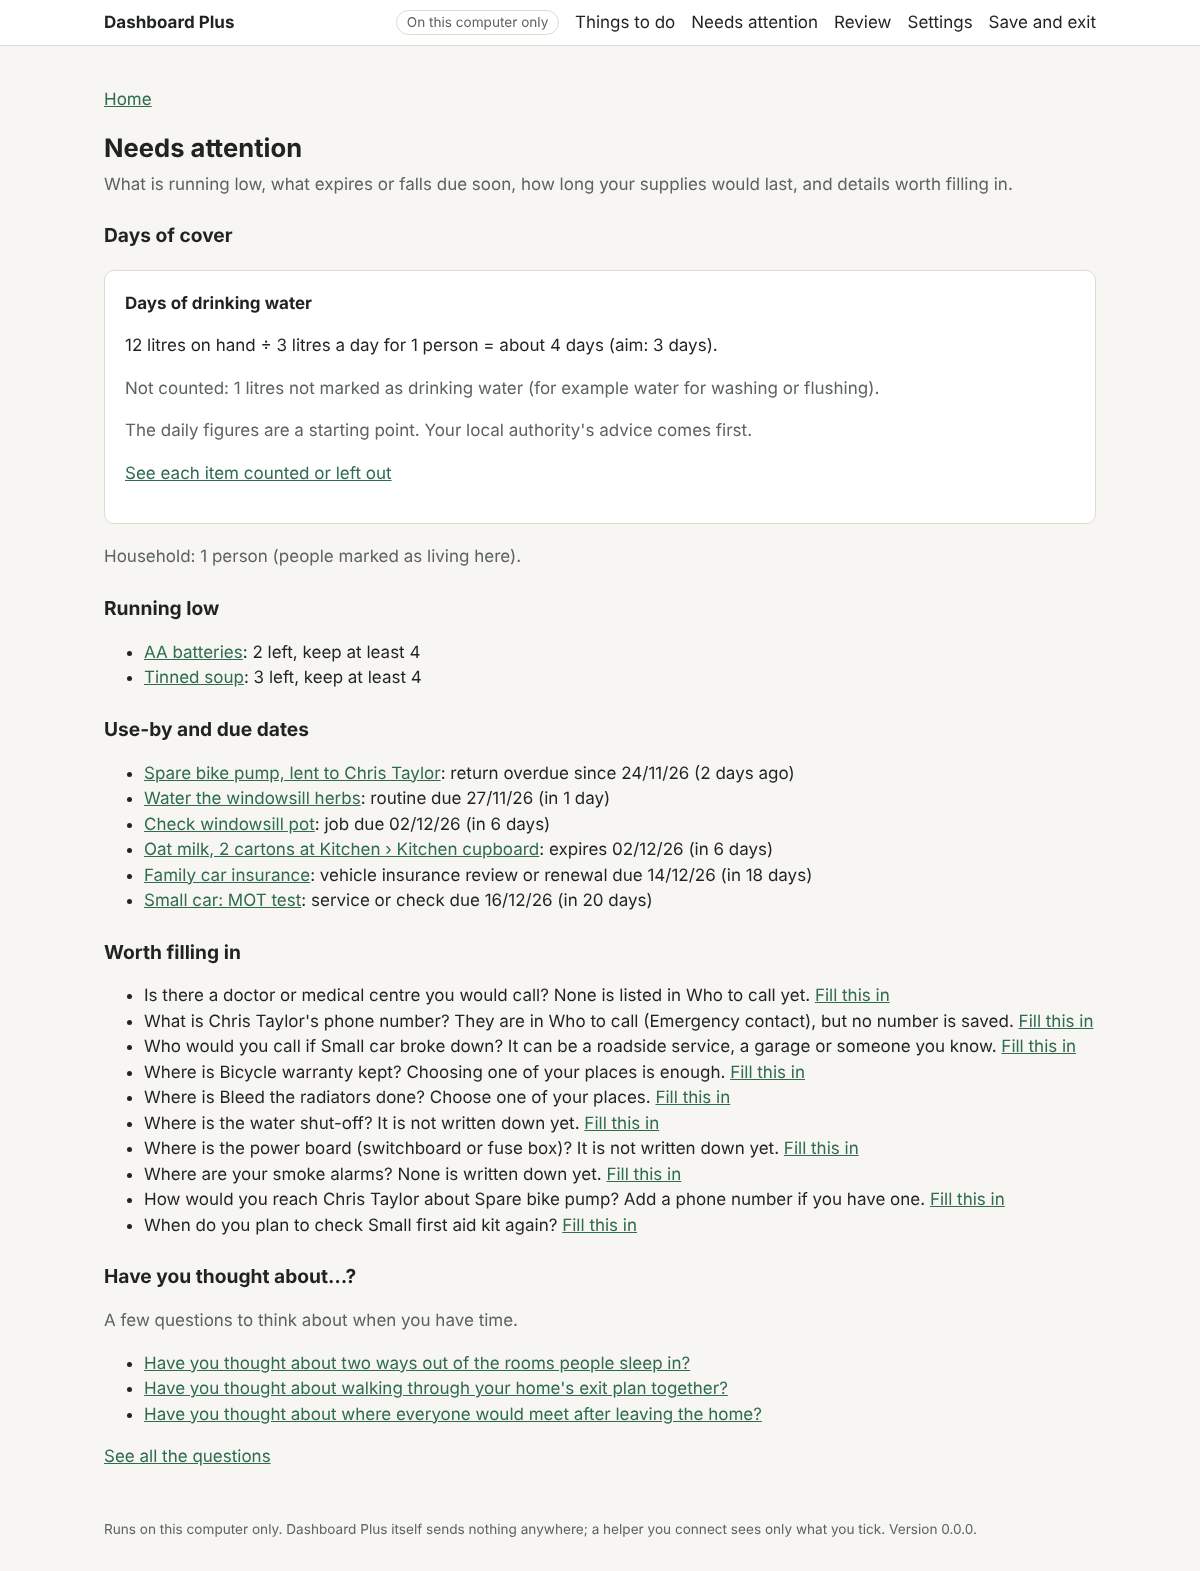 Dashboard Plus
On this computer only
Things to do
Needs attention
Review
Settings
Save and exit
Home
Needs attention
What is running low, what expires or falls due soon, how long your supplies would last, and details worth filling in.
Days of cover
Days of drinking water
12 litres on hand ÷ 3 litres a day for 1 person = about 4 days (aim: 3 days).
Not counted: 1 litres not marked as drinking water (for example water for washing or flushing).
The daily figures are a starting point. Your local authority's advice comes first.
See each item counted or left out
Household: 1 person (people marked as living here).
Running low
AA batteries: 2 left, keep at least 4
Tinned soup: 3 left, keep at least 4
Use-by and due dates
Spare bike pump, lent to Chris Taylor: return overdue since 24/11/26 (2 days ago)
Water the windowsill herbs: routine due 27/11/26 (in 1 day)
Check windowsill pot: job due 02/12/26 (in 6 days)
Oat milk, 2 cartons at Kitchen › Kitchen cupboard: expires 02/12/26 (in 6 days)
Family car insurance: vehicle insurance review or renewal due 14/12/26 (in 18 days)
Small car: MOT test: service or check due 16/12/26 (in 20 days)
Worth filling in
Is there a doctor or medical centre you would call? None is listed in Who to call yet. Fill this in
What is Chris Taylor's phone number? They are in Who to call (Emergency contact), but no number is saved. Fill this in
Who would you call if Small car broke down? It can be a roadside service, a garage or someone you know. Fill this in
Where is Bicycle warranty kept? Choosing one of your places is enough. Fill this in
Where is Bleed the radiators done? Choose one of your places. Fill this in
Where is the water shut-off? It is not written down yet. Fill this in
Where is the power board (switchboard or fuse box)? It is not written down yet. Fill this in
Where are your smoke alarms? None is written down yet. Fill this in
How would you reach Chris Taylor about Spare bike pump? Add a phone number if you have one. Fill this in
When do you plan to check Small first aid kit again? Fill this in
Have you thought about...?
A few questions to think about when you have time.
Have you thought about two ways out of the rooms people sleep in?
Have you thought about walking through your home's exit plan together?
Have you thought about where everyone would meet after leaving the home?
See all the questions
Runs on this computer only. Dashboard Plus itself sends nothing anywhere; a helper you connect sees only what you tick. Version 0.0.0.